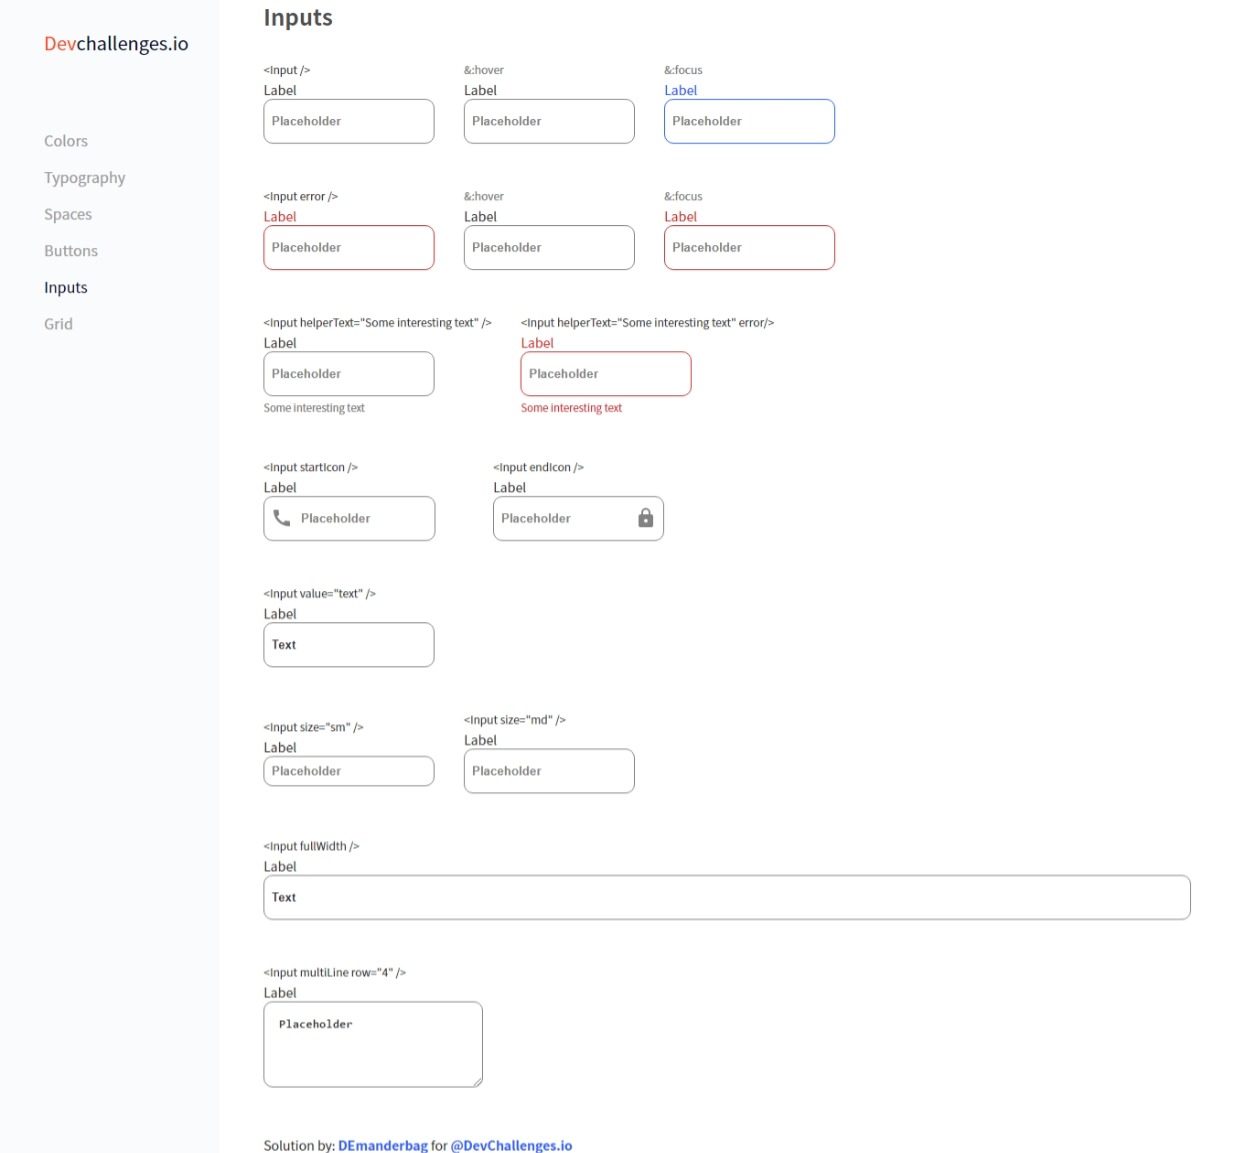 Devchallenges.io
Colors
Typography
Spaces
Buttons
Inputs
Grid
Inputs
<Input />
Label
Placeholder
&:hover
Label
Placeholder
&:focus
Label
Placeholder
<Input error />
Label
Placeholder
&:hover
Label
Placeholder
&:focus
Label
Placeholder
<Input helperText="Some interesting text" />
Label
Placeholder
Some interesting text
<Input helperText="Some interesting text" error/>
Label
Placeholder
Some interesting text
<Input startIcon />
Label
Placeholder
<Input endIcon />
Label
Placeholder
<Input value="text" />
Label
Text
<Input size="sm" />
Label
Placeholder
<Input size="md" />
Label
Placeholder
<Input fullWidth />
Label
Text
<Input multiLine row="4" />
Label
Placeholder
Solution by: DEmanderbag for @DevChallenges.io